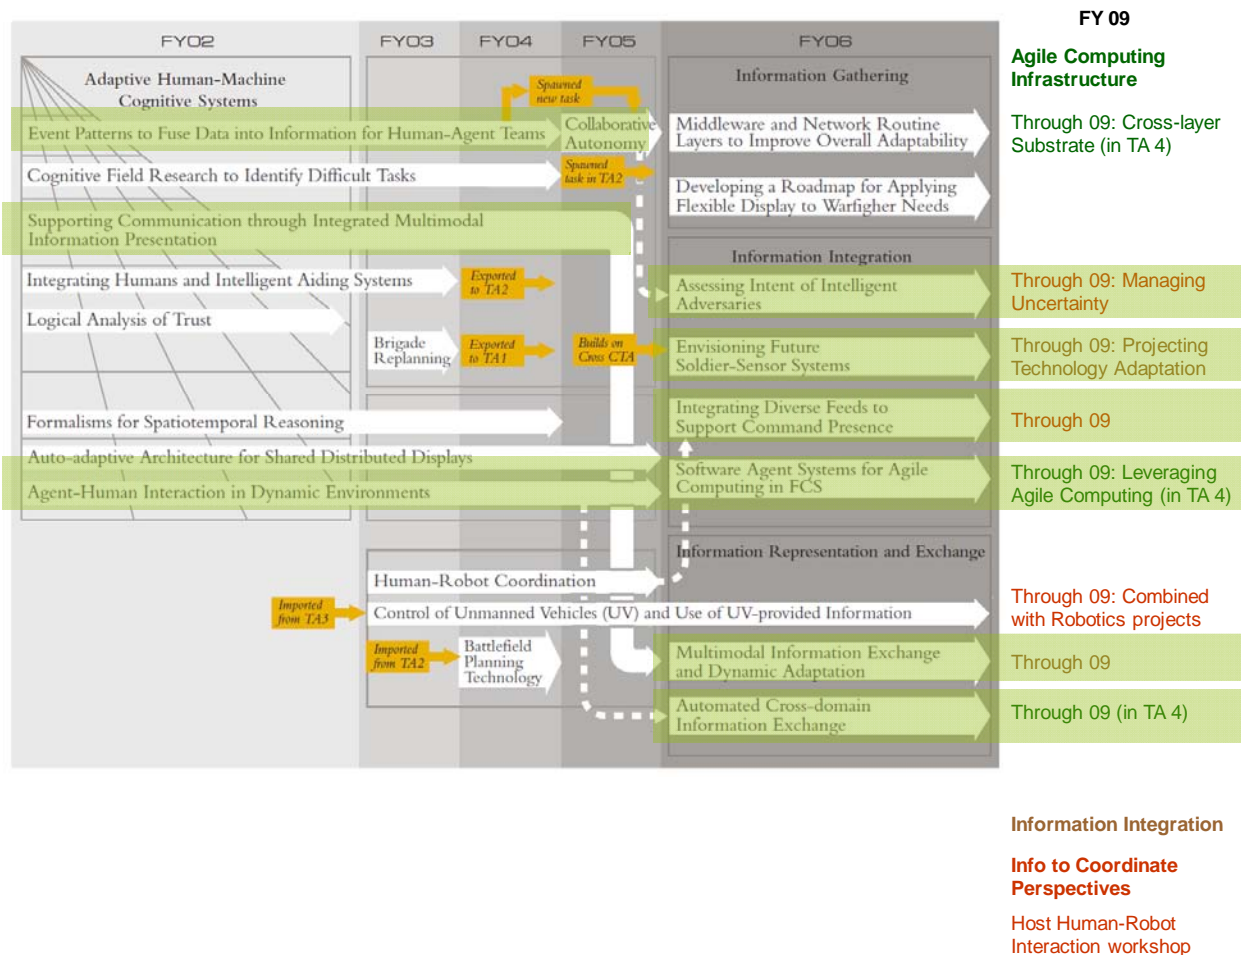 FY 09
FY02
FY03
FY04
FY05
FY06
Adaptive Human-Machine
Cognitive Systems
Spawned
new task
Information Gathering
Agile Computing
Infrastructure
Event Patterns to Fuse Data into Information for Human-Agent Teams
Collaborative
Autonomy
Middleware and Network Routine
Layers to Improve Overall Adaptability
Through 09: Cross-layer
Substrate (in TA 4)
Cognitive Field Research to Identify Difficult Tasks
Spawned
task in TA2
Developing a Roadmap for Applying
Flexible Display to Warfigher Needs
Supporting Communication through Integrated Multimodal
Information Presentation
Information Integration
Integrating Humans and Intelligent Aiding Systems
Exported
to TA2
Assessing Intent of Intelligent
Adversaries
Through 09: Managing
Uncertainty
Logical Analysis of Trust
Brigade
Replanning
Exported
to TA1
Builds on
Cross CTA
Envisioning Future
Soldier-Sensor Systems
Through 09: Projecting
Technology Adaptation
Formalisms for Spatiotemporal Reasoning
Integrating Diverse Feeds to
Support Command Presence
Through 09
Auto-adaptive Architecture for Shared Distributed Displays
Agent-Human Interaction in Dynamic Environments
Software Agent Systems for Agile
Computing in FCS
Through 09: Leveraging
Agile Computing (in TA 4)
Information Representation and Exchange
Human-Robot Coordination
Imported
from TA3
Control of Unmanned Vehicles (UV) and Use of UV-provided Information
Through 09: Combined
with Robotics projects
Imported
from TA2
Battlefield
Planning
Technology
Multimodal Information Exchange
and Dynamic Adaptation
Through 09
Automated Cross-domain
Information Exchange
Through 09 (in TA 4)
Information Integration
Info to Coordinate
Perspectives
Host Human-Robot
Interaction workshop